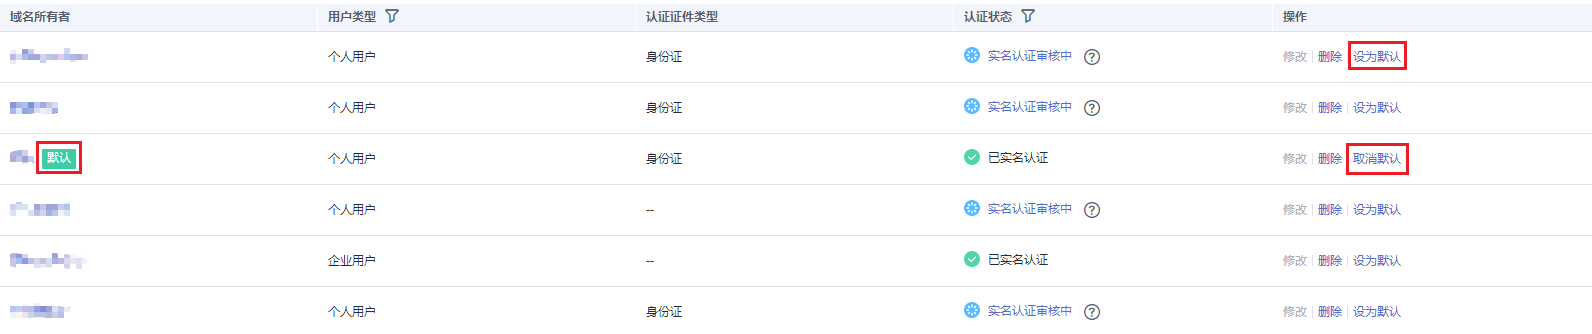 域名所有者 用户类型 认证证件类型 认证状态 操作
个人用户 身份证 实名认证审核中 ? 修改 | 删除 | 设为默认
个人用户 身份证 实名认证审核中 ? 修改 | 删除 | 设为默认
默认 个人用户 身份证 已实名认证 修改 | 删除 | 取消默认
个人用户 -- 实名认证审核中 ? 修改 | 删除 | 设为默认
企业用户 -- 已实名认证 修改 | 删除 | 设为默认
个人用户 身份证 实名认证审核中 ? 修改 | 删除 | 设为默认